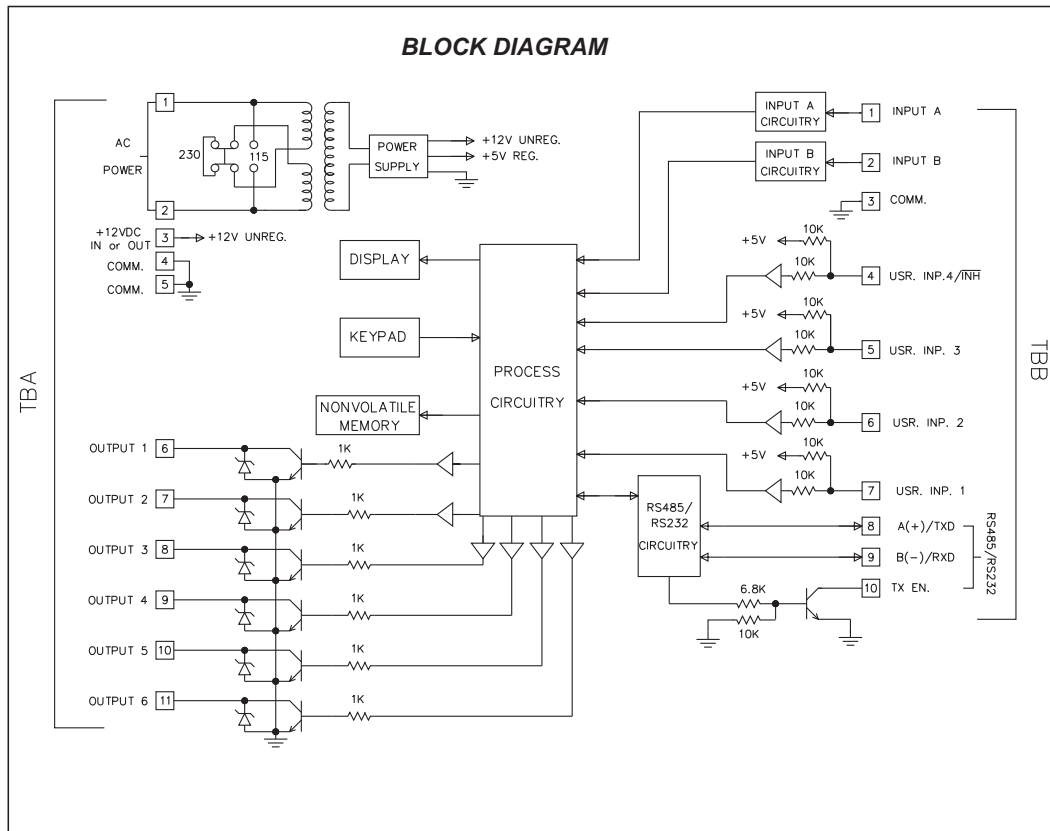 BLOCK DIAGRAM
TBA
AC
POWER
1
230
115
2
+12VDC
IN or OUT
3
+12V UNREG.
COMM.
4
COMM.
5
POWER
SUPPLY
+12V UNREG.
+5V REG.
DISPLAY
KEYPAD
NONVOLATILE
MEMORY
PROCESS
CIRCUITRY
OUTPUT 1
6
1K
OUTPUT 2
7
1K
OUTPUT 3
8
1K
OUTPUT 4
9
1K
OUTPUT 5
10
1K
OUTPUT 6
11
1K
INPUT A
CIRCUITRY
1
INPUT A
INPUT B
CIRCUITRY
2
INPUT B
3
COMM.
10K
+5V
10K
4
USR. INP.4/I̅N̅H̅
10K
+5V
10K
5
USR. INP. 3
10K
+5V
10K
6
USR. INP. 2
10K
+5V
10K
7
USR. INP. 1
RS485/
RS232
CIRCUITRY
8
A(+)/TXD
9
B(-)/RXD
10
TX EN.
6.8K
10K
RS485/RS232
TBB